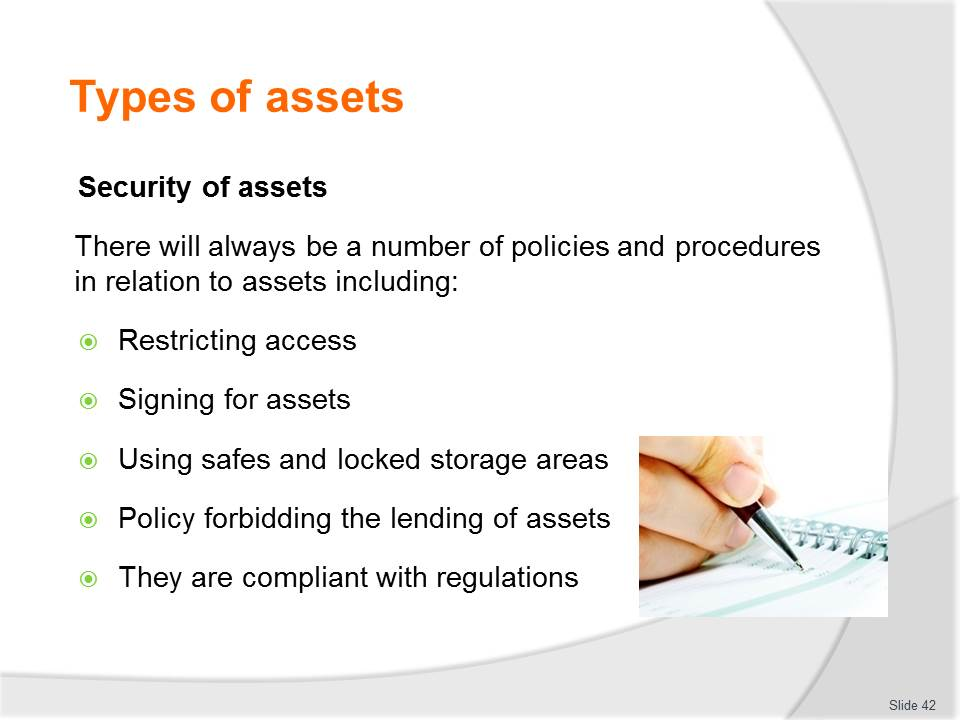 Types of assets
Security of assets
There will always be a number of policies and procedures
in relation to assets including:
Restricting access
Signing for assets
Using safes and locked storage areas
Policy forbidding the lending of assets
They are compliant with regulations
Slide 42